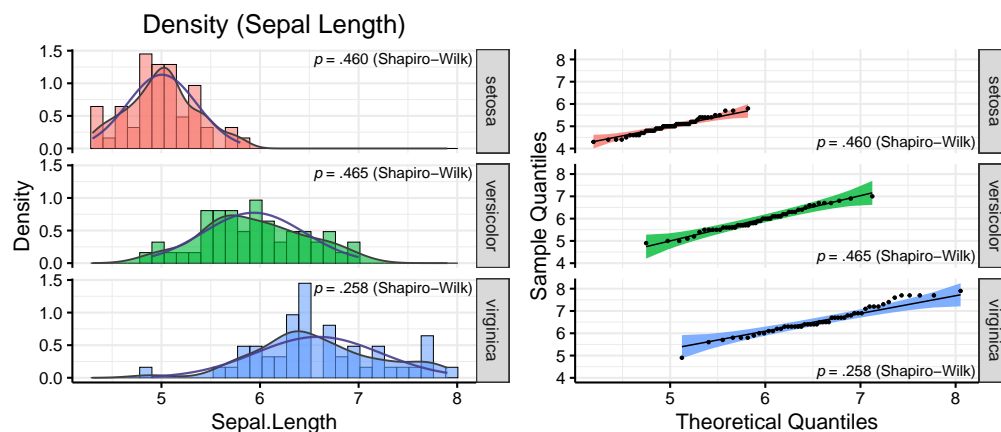 Density (Sepal Length)
Density
1.5
1.0
0.5
0.0
p = .460 (Shapiro−Wilk)
setosa
1.5
1.0
0.5
0.0
p = .465 (Shapiro−Wilk)
versicolor
1.5
1.0
0.5
0.0
p = .258 (Shapiro−Wilk)
virginica
5 6 7 8
Sepal.Length
Sample Quantiles
8
7
6
5
4
p = .460 (Shapiro−Wilk)
setosa
8
7
6
5
4
p = .465 (Shapiro−Wilk)
versicolor
8
7
6
5
4
p = .258 (Shapiro−Wilk)
virginica
5 6 7 8
Theoretical Quantiles